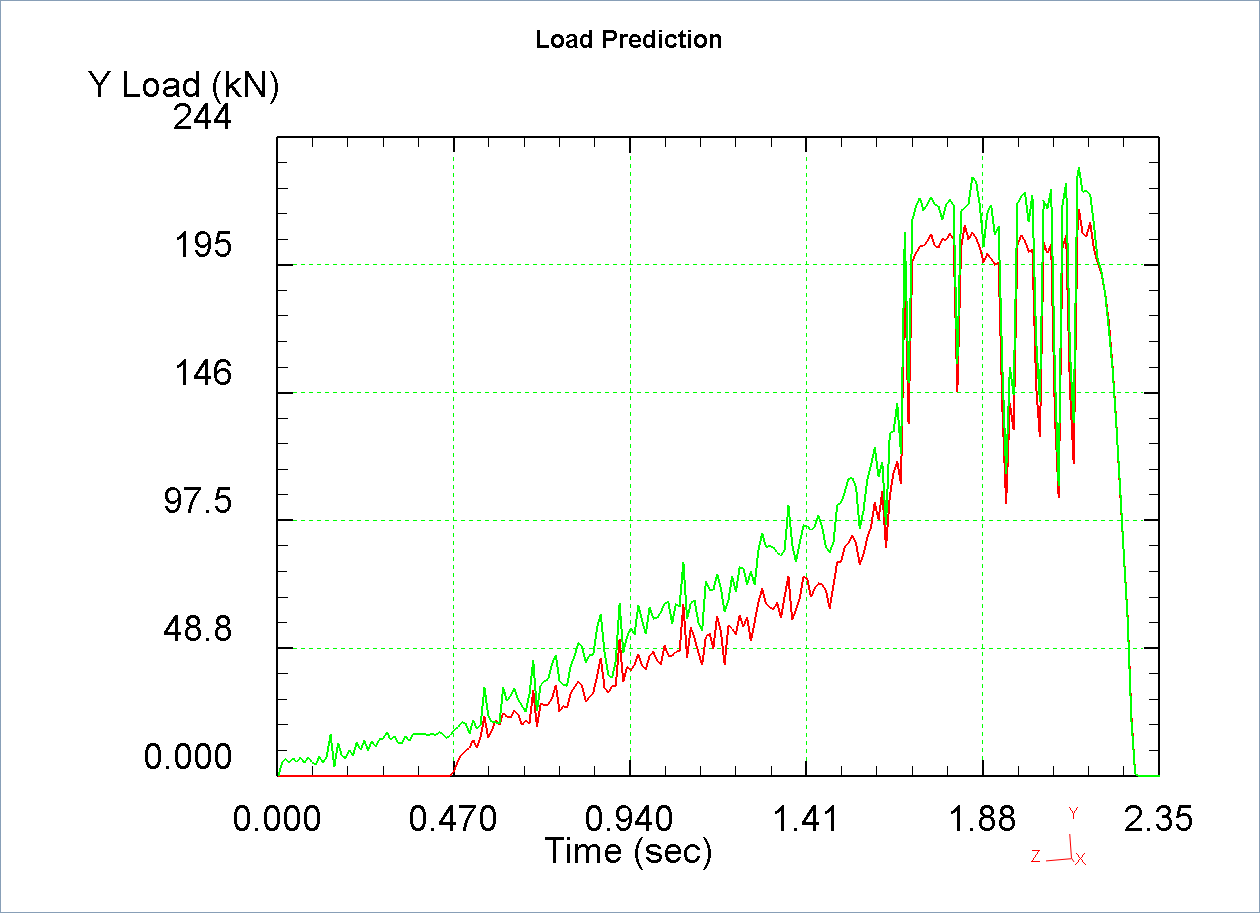 Load Prediction
Y Load (kN)
244
195
146
97.5
48.8
0.000
0.000 0.470 0.940 1.41 1.88 2.35
Time (sec)
Y
Z X